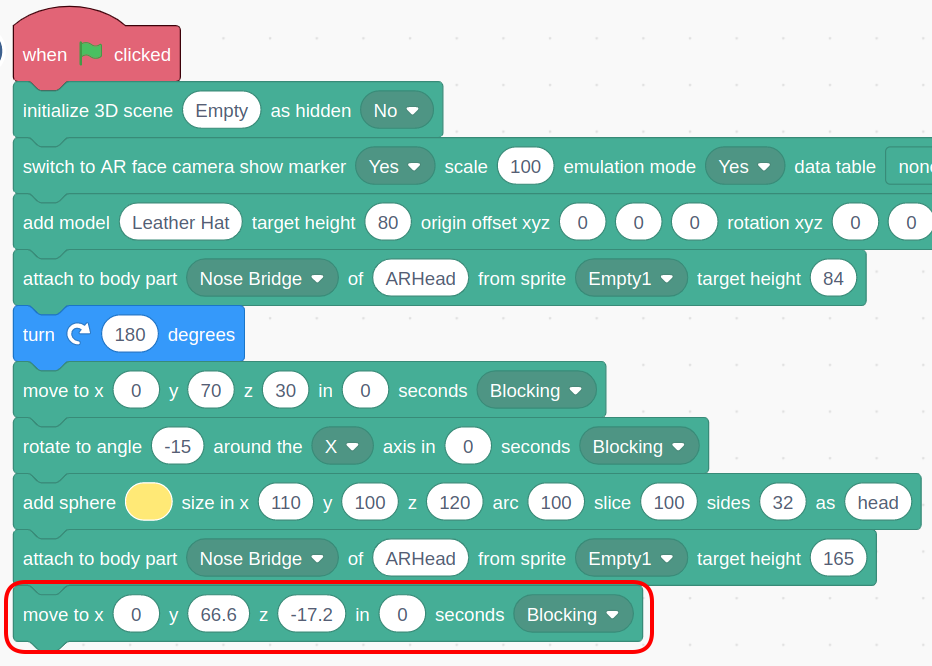 when clicked
initialize 3D scene Empty as hidden No
switch to AR face camera show marker Yes scale 100 emulation mode Yes data table none
add model Leather Hat target height 80 origin offset xyz 0 0 0 rotation xyz 0 0
attach to body part Nose Bridge of ARHead from sprite Empty1 target height 84
turn 180 degrees
move to x 0 y 70 z 30 in 0 seconds Blocking
rotate to angle -15 around the X axis in 0 seconds Blocking
add sphere size in x 110 y 100 z 120 arc 100 slice 100 sides 32 as head
attach to body part Nose Bridge of ARHead from sprite Empty1 target height 165
move to x 0 y 66.6 z -17.2 in 0 seconds Blocking